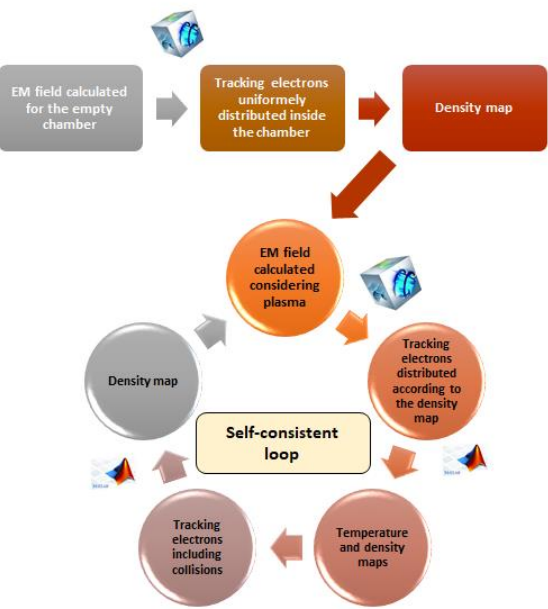 EM field calculated
for the empty
chamber
Tracking electrons
uniformely
distributed inside
the chamber
Density map
EM field
calculated
considering
plasma
Tracking
electrons
distributed
according to
the density
map
Temperature
and density
maps
Tracking
electrons
including
collisions
Density map
Self-consistent
loop